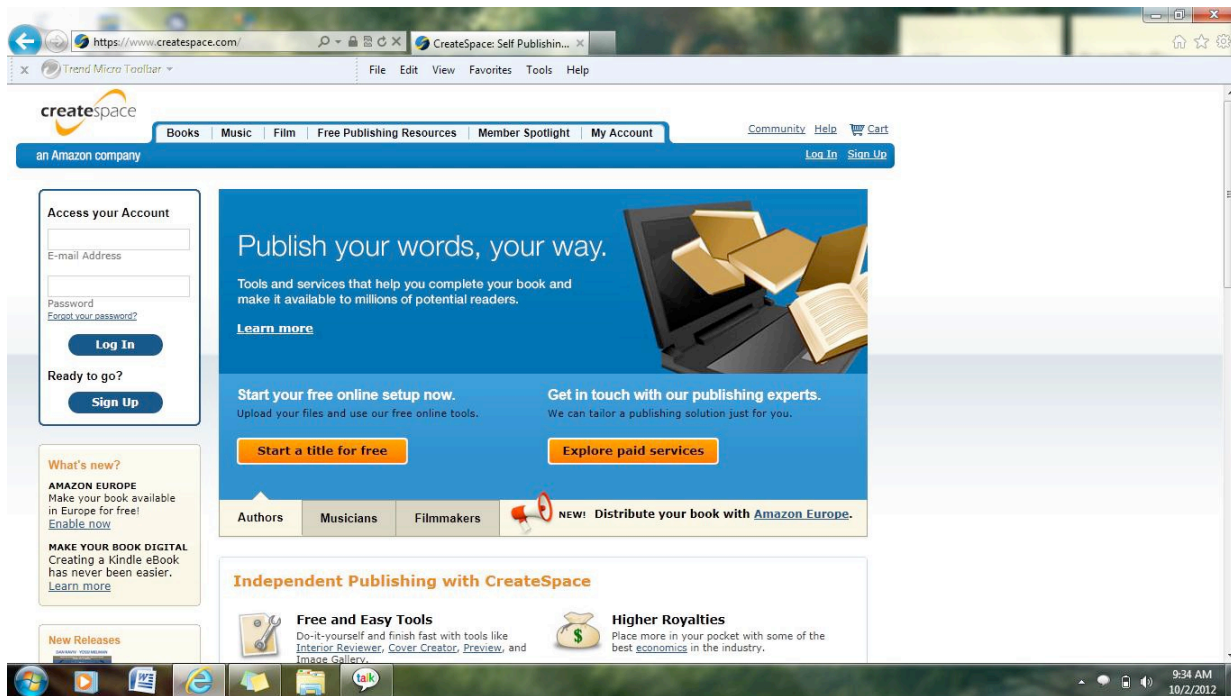 https://www.createspace.com/
CreateSpace: Self Publishin...
x Trend Micro Toolbar
File Edit View Favorites Tools Help
createspace
Books Music Film Free Publishing Resources Member Spotlight My Account
Community Help Cart
an Amazon company
Log In Sign Up
Access your Account
E-mail Address
Password
Forgot your password?
Log In
Ready to go?
Sign Up
Publish your words, your way.
Tools and services that help you complete your book and
make it available to millions of potential readers.
Learn more
Start your free online setup now.
Upload your files and use our free online tools.
Start a title for free
Get in touch with our publishing experts.
We can tailor a publishing solution just for you.
Explore paid services
Authors Musicians Filmmakers
NEW! Distribute your book with Amazon Europe.
What's new?
AMAZON EUROPE
Make your book available
in Europe for free!
Enable now
MAKE YOUR BOOK DIGITAL
Creating a Kindle eBook
has never been easier.
Learn more
New Releases
Independent Publishing with CreateSpace
Free and Easy Tools
Do-it-yourself and finish fast with tools like
Interior Reviewer, Cover Creator, Preview, and
Image Gallery.
$
Higher Royalties
Place more in your pocket with some of the
best economics in the industry.
W
talk
9:34 AM
10/2/2012